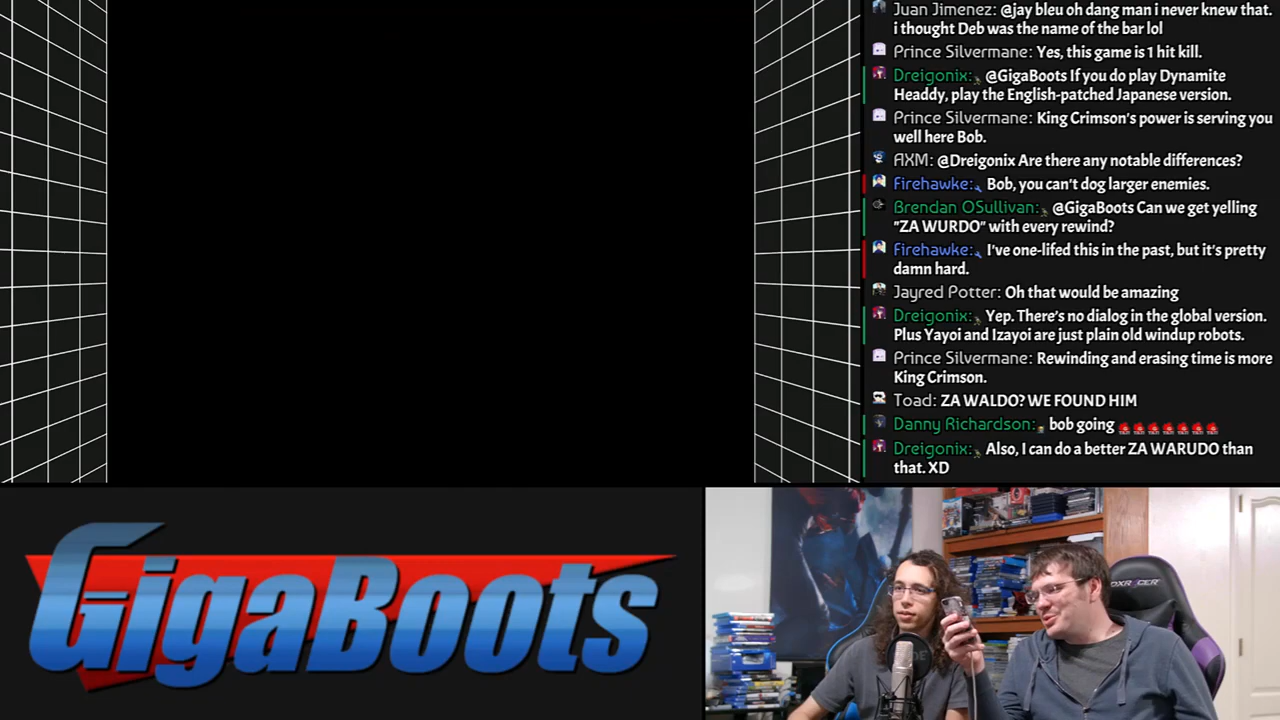 Juan Jimenez: @jay bleu oh dang man i never knew that.
i thought Deb was the name of the bar lol
Prince Silvermane: Yes, this game is 1 hit kill.
Dreigonix: @GigaBoots If you do play Dynamite
Headdy, play the English-patched Japanese version.
Prince Silvermane: King Crimson's power is serving you
well here Bob.
AXM: @Dreigonix Are there any notable differences?
Firehawke: Bob, you can't dog larger enemies.
Brendan OSullivan: @GigaBoots Can we get yelling
"ZA WURDO" with every rewind?
Firehawke: I've one-lifed this in the past, but it's pretty
damn hard.
Jayred Potter: Oh that would be amazing
Dreigonix: Yep. There's no dialog in the global version.
Plus Yayoi and Izayoi are just plain old windup robots.
Prince Silvermane: Rewinding and erasing time is more
King Crimson.
Toad: ZA WALDO? WE FOUND HIM
Danny Richardson: bob going
Dreigonix: Also, I can do a better ZA WARUDO than
that. XD
GigaBoots
DXRACER